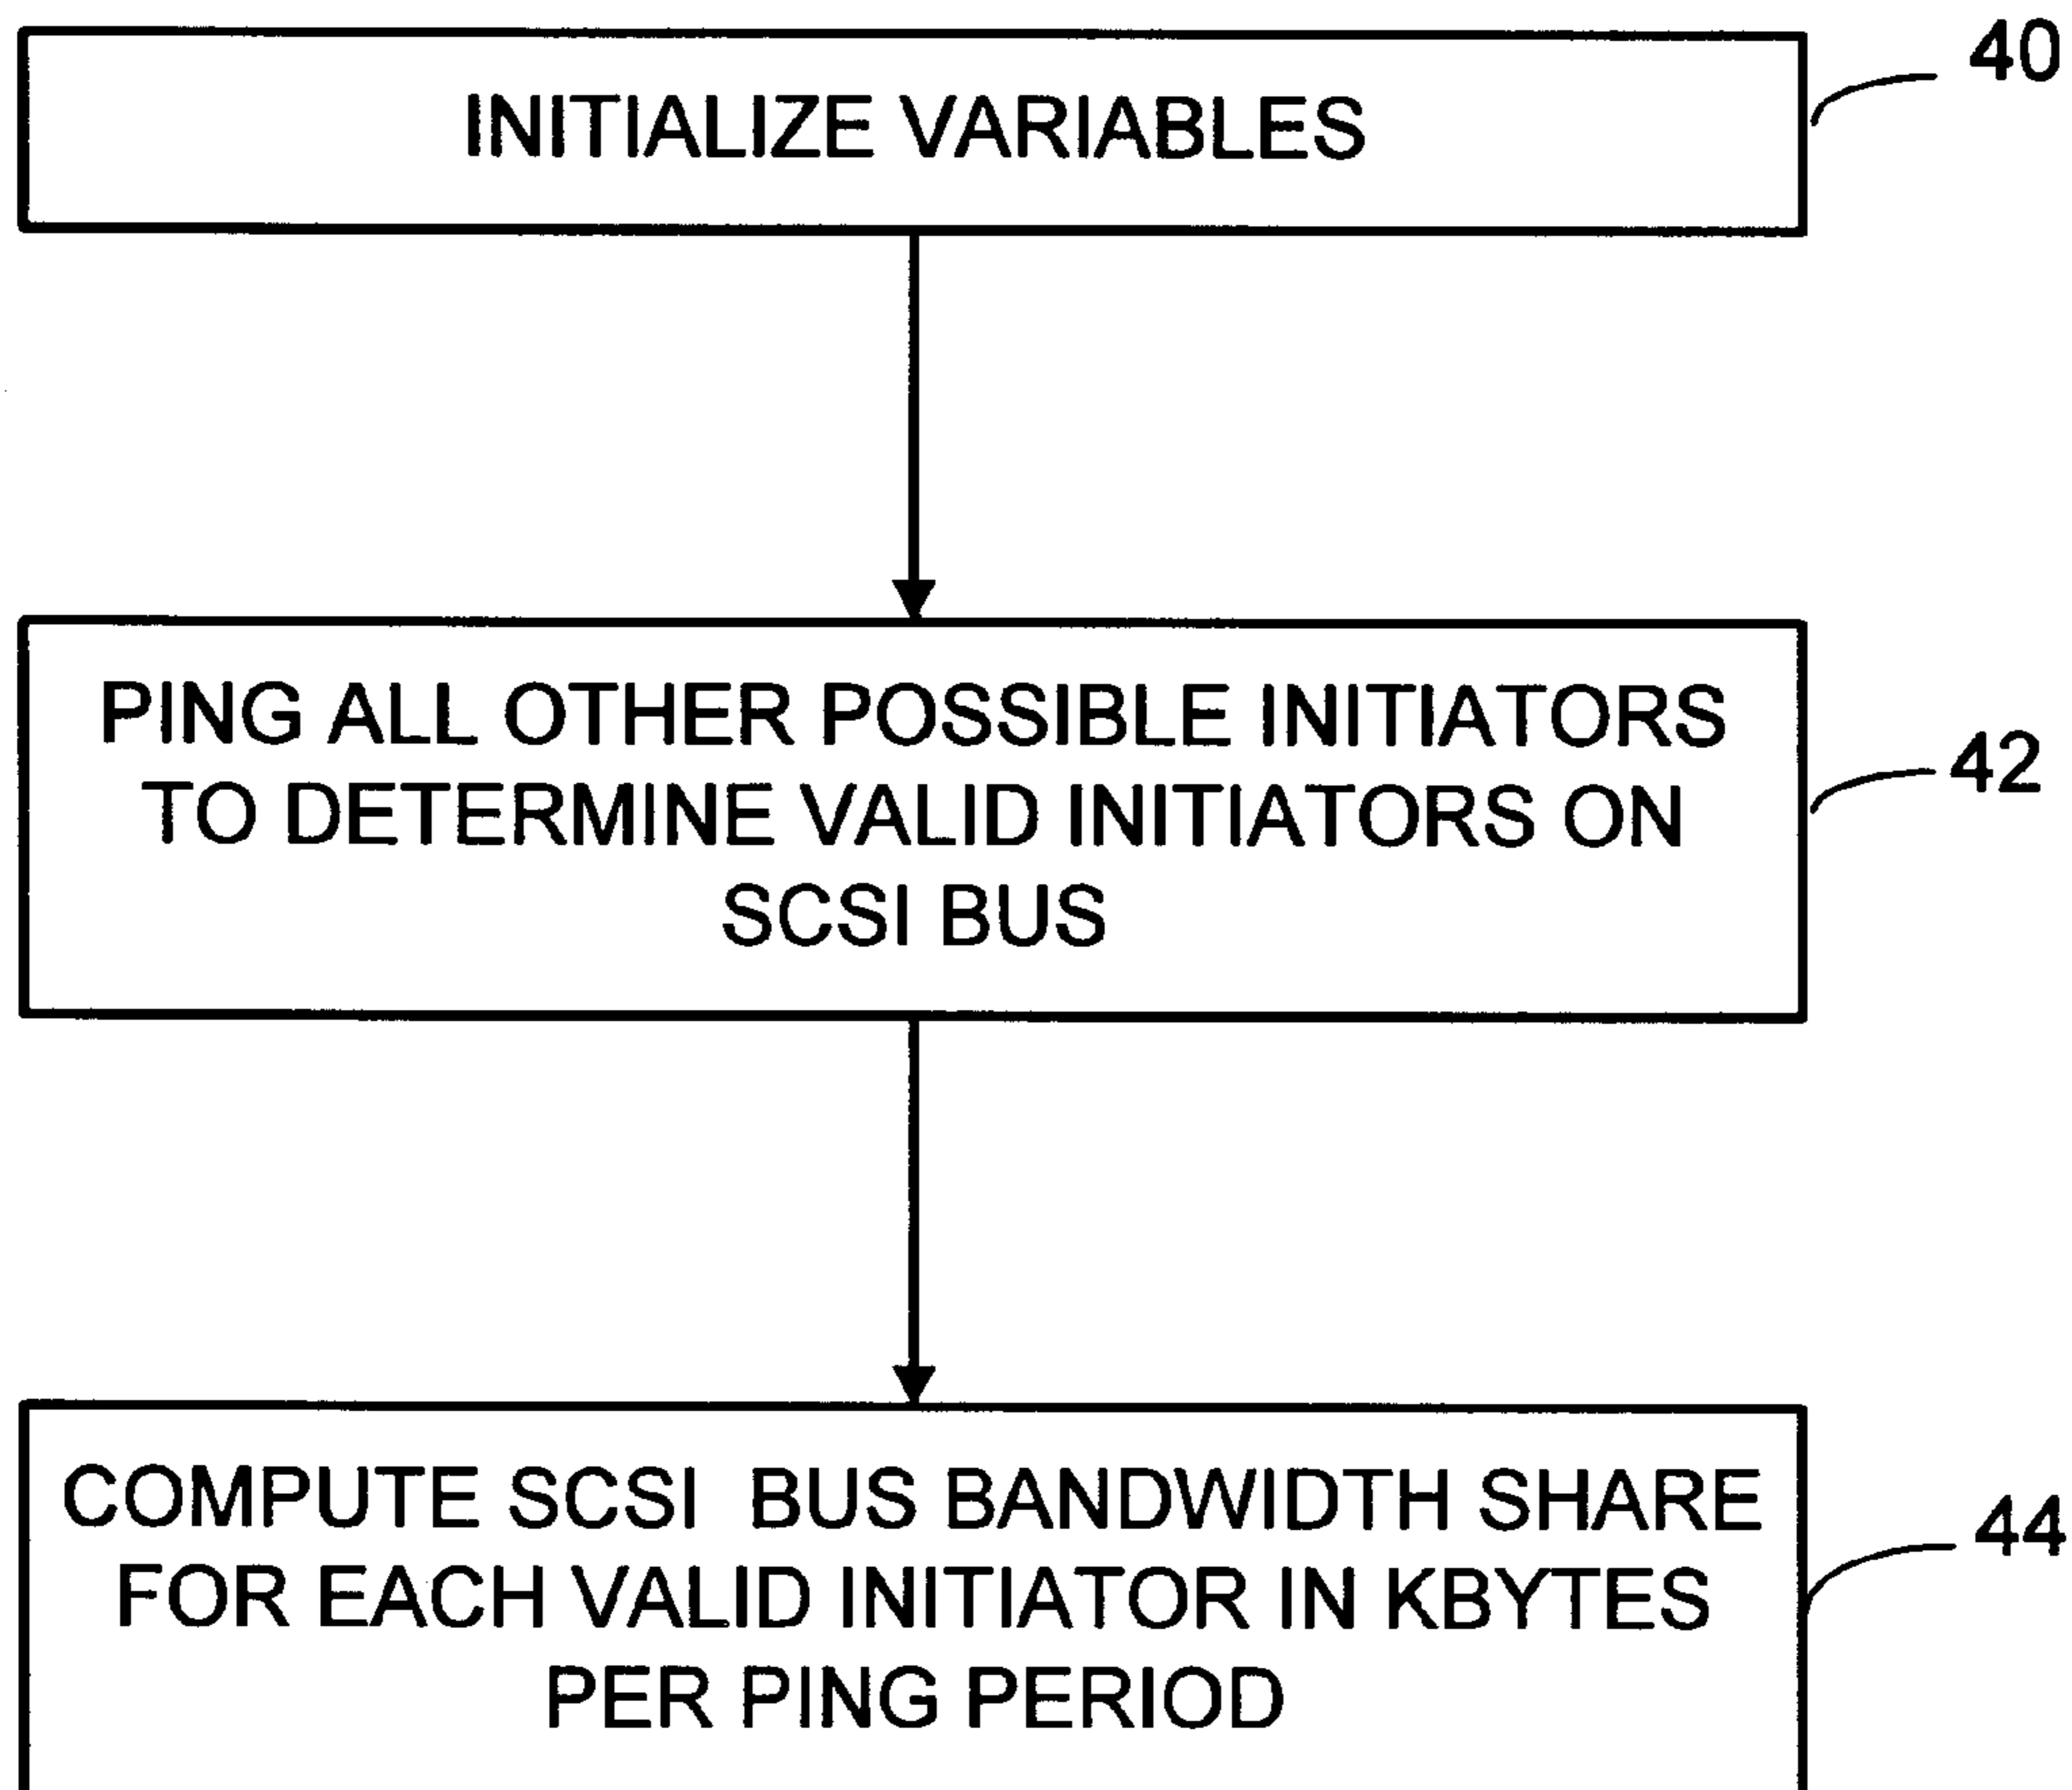 INITIALIZE VARIABLES
40
PING ALL OTHER POSSIBLE INITIATORS
TO DETERMINE VALID INITIATORS ON
SCSI BUS
42
COMPUTE SCSI BUS BANDWIDTH SHARE
FOR EACH VALID INITIATOR IN KBYTES
PER PING PERIOD
44